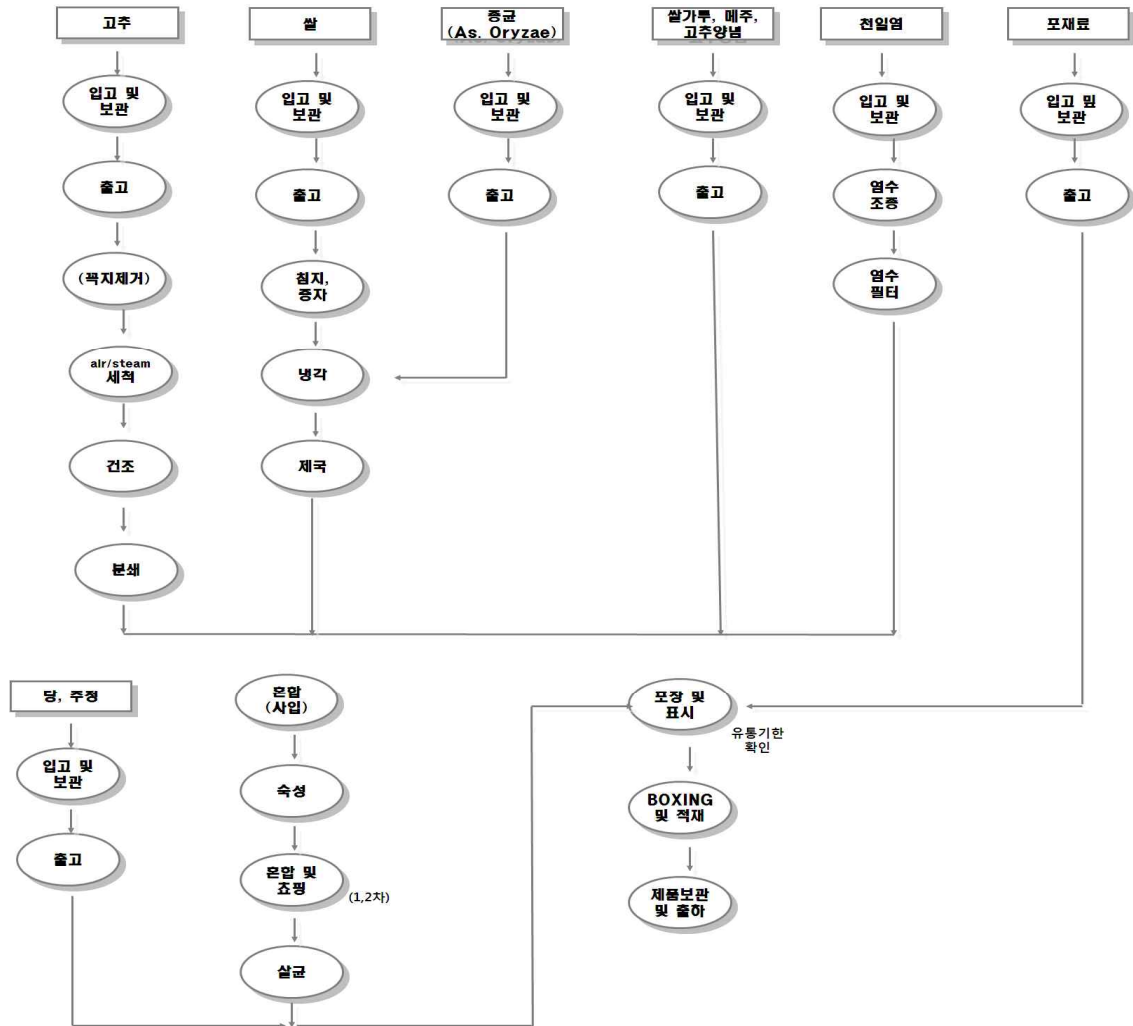 고추
쌀
종균
(As. Oryzae)
쌀가루, 메주,
고추양념
천일염
포재료
입고 및
보관
입고 및
보관
입고 및
보관
입고 및
보관
입고 및
보관
입고 밒
보관
출고
출고
출고
출고
염수
조종
출고
(꼭지제거)
침지,
증자
염수
필터
air/steam
세척
냉각
건조
제국
분쇄
당, 주정
혼합
(사입)
포장 및
표시
유통기한
확인
입고 및
보관
숙성
BOXING
및 적재
출고
혼합 및
쵸핑
(1,2차)
제품보관
및 출하
살균